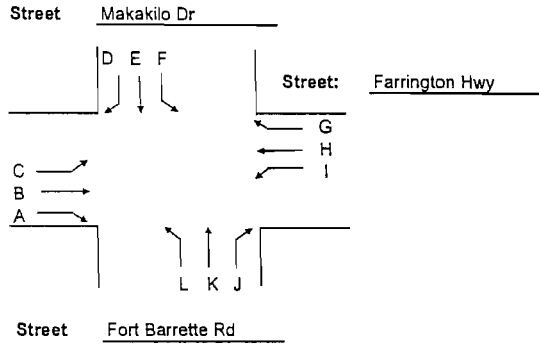 Street Makakilo Dr
D E F
Street: Farrington Hwy
G
H
C I
B
A
L K J
Street Fort Barrette Rd